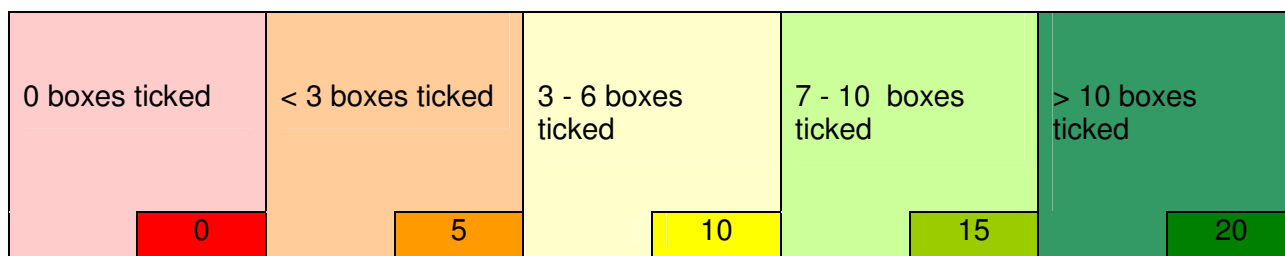 0 boxes ticked
< 3 boxes ticked
3 - 6 boxes
ticked
7 - 10 boxes
ticked
> 10 boxes
ticked
0
5
10
15
20